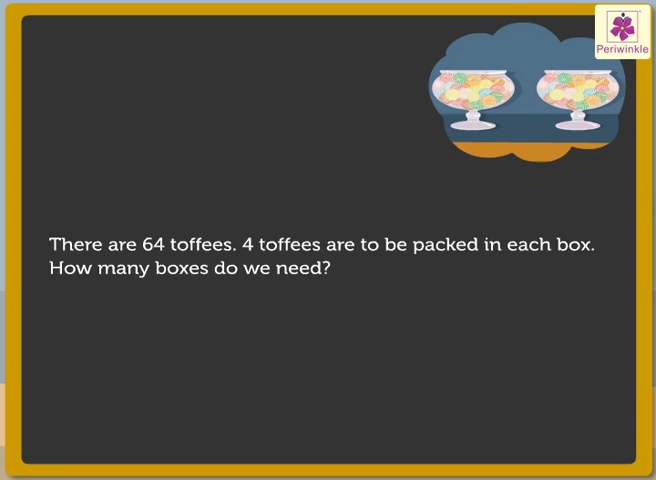 Periwinkle
There are 64 toffees. 4 toffees are to be packed in each box.
How many boxes do we need?